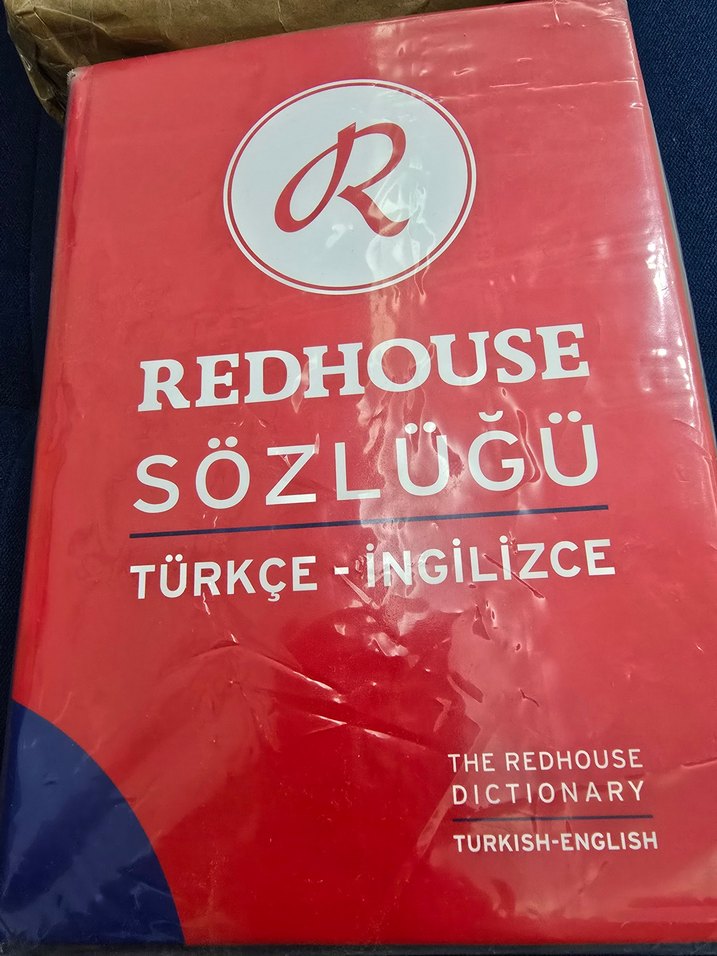 R
REDHOUSE
SÖZLÜĞÜ
TÜRKÇE - İNGİLİZCE
THE REDHOUSE
DICTIONARY
TURKISH-ENGLISH